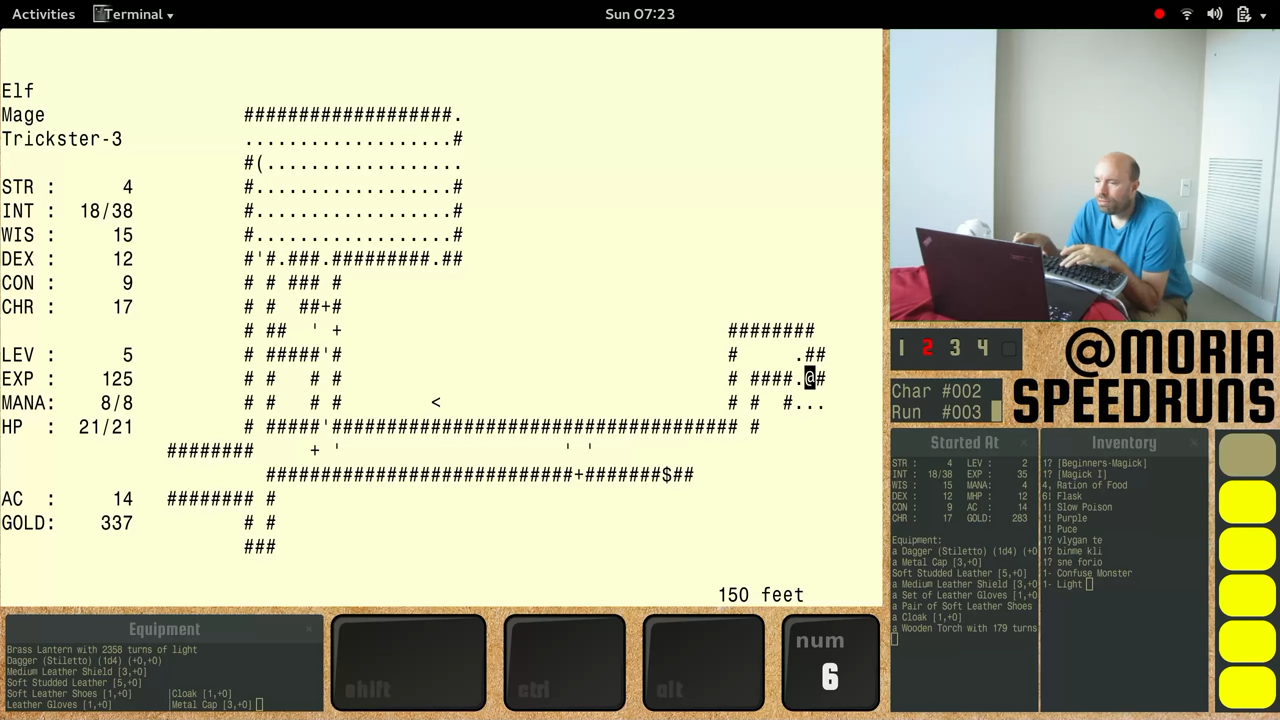 Activities Terminal Sun 07:23
Elf
Mage ##################.
Trickster-3 ..................#
#(..................
STR : 4 #..................#
INT : 18/38 #..................#
WIS : 15 #..................#
DEX : 12 #'#.###.#########.##
CON : 9 # # ### #
CHR : 17 # # ##+#
# ## ' + ########
LEV : 5 #####'# # .##
EXP : 125 # # # # # ####.@#
MANA: 8/8 # # # # < # # #...
HP : 21/21 # #####'##################################### #
######## + ' ' '
##########################+#######$##
AC : 14 ######## #
GOLD: 337 # #
###
150 feet
Equipment
Brass Lantern with 2358 turns of light
Dagger (Stiletto) (1d4) (+0,+0)
Medium Leather Shield [3,+0]
Soft Studded Leather [5,+0]
Soft Leather Shoes [1,+0] |Cloak [1,+0]
Leather Gloves [1,+0] |Metal Cap [3,+0]
shift ctrl alt num
6
1 2 3 4
Char #002
Run #003
@MORIA
SPEEDRUNS
Started At
STR : 4 LEV : 2
INT : 18/38 EXP : 35
WIS : 15 MANA: 4
DEX : 12 MHP : 12
CON : 9 AC : 14
CHR : 17 GOLD: 283
Equipment:
a Dagger (Stiletto) (1d4) (+0
a Metal Cap [3,+0]
Soft Studded Leather [5,+0]
a Medium Leather Shield [3,+0
a Set of Leather Gloves [1,+0
a Pair of Soft Leather Shoes
a Cloak [1,+0]
a Wooden Torch with 179 turns
Inventory
1? [Beginners-Magick]
1? [Magick I]
4, Ration of Food
6! Flask
1! Slow Poison
1! Purple
1! Puce
1? vlygan te
1? binme kli
1? sne forio
1- Confuse Monster
1- Light